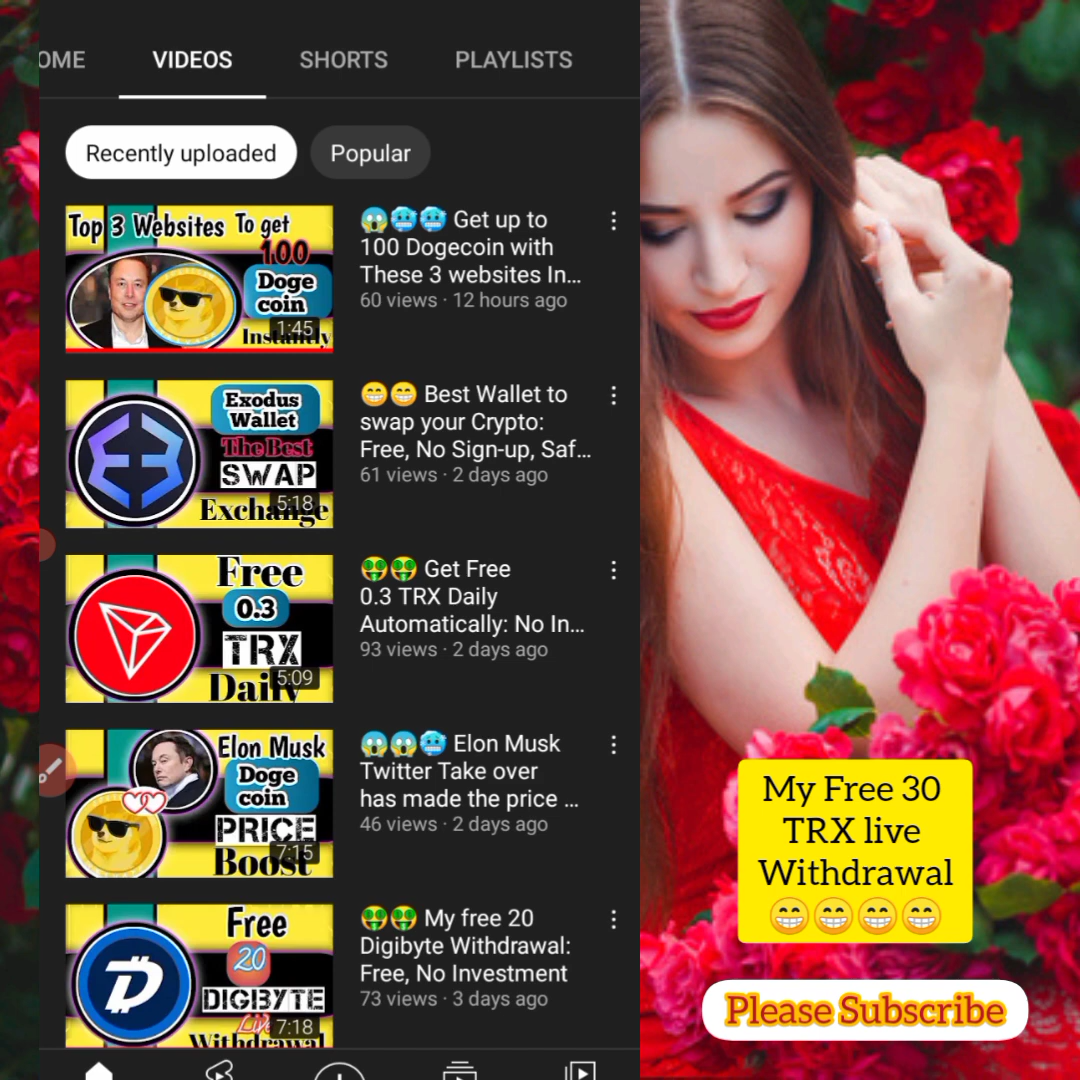 OME VIDEOS SHORTS PLAYLISTS
Recently uploaded Popular
Top 3 Websites To get
100
Doge
coin
Instantly
1:45
😱🥶🥶 Get up to
100 Dogecoin with
These 3 websites In...
60 views · 12 hours ago
Exodus
Wallet
The Best
SWAP
Exchange
5:18
😁😁 Best Wallet to
swap your Crypto:
Free, No Sign-up, Saf...
61 views · 2 days ago
Free
0.3
TRX
Daily
5:09
🤑🤑 Get Free
0.3 TRX Daily
Automatically: No In...
93 views · 2 days ago
Elon Musk
Doge
coin
PRICE
Boost
7:15
😱😱🥶 Elon Musk
Twitter Take over
has made the price ...
46 views · 2 days ago
Free
20
DIGIBYTE
Live
Withdrawal
7:18
🤑🤑 My free 20
Digibyte Withdrawal:
Free, No Investment
73 views · 3 days ago
My Free 30
TRX live
Withdrawal
😁😁😁😁
Please Subscribe